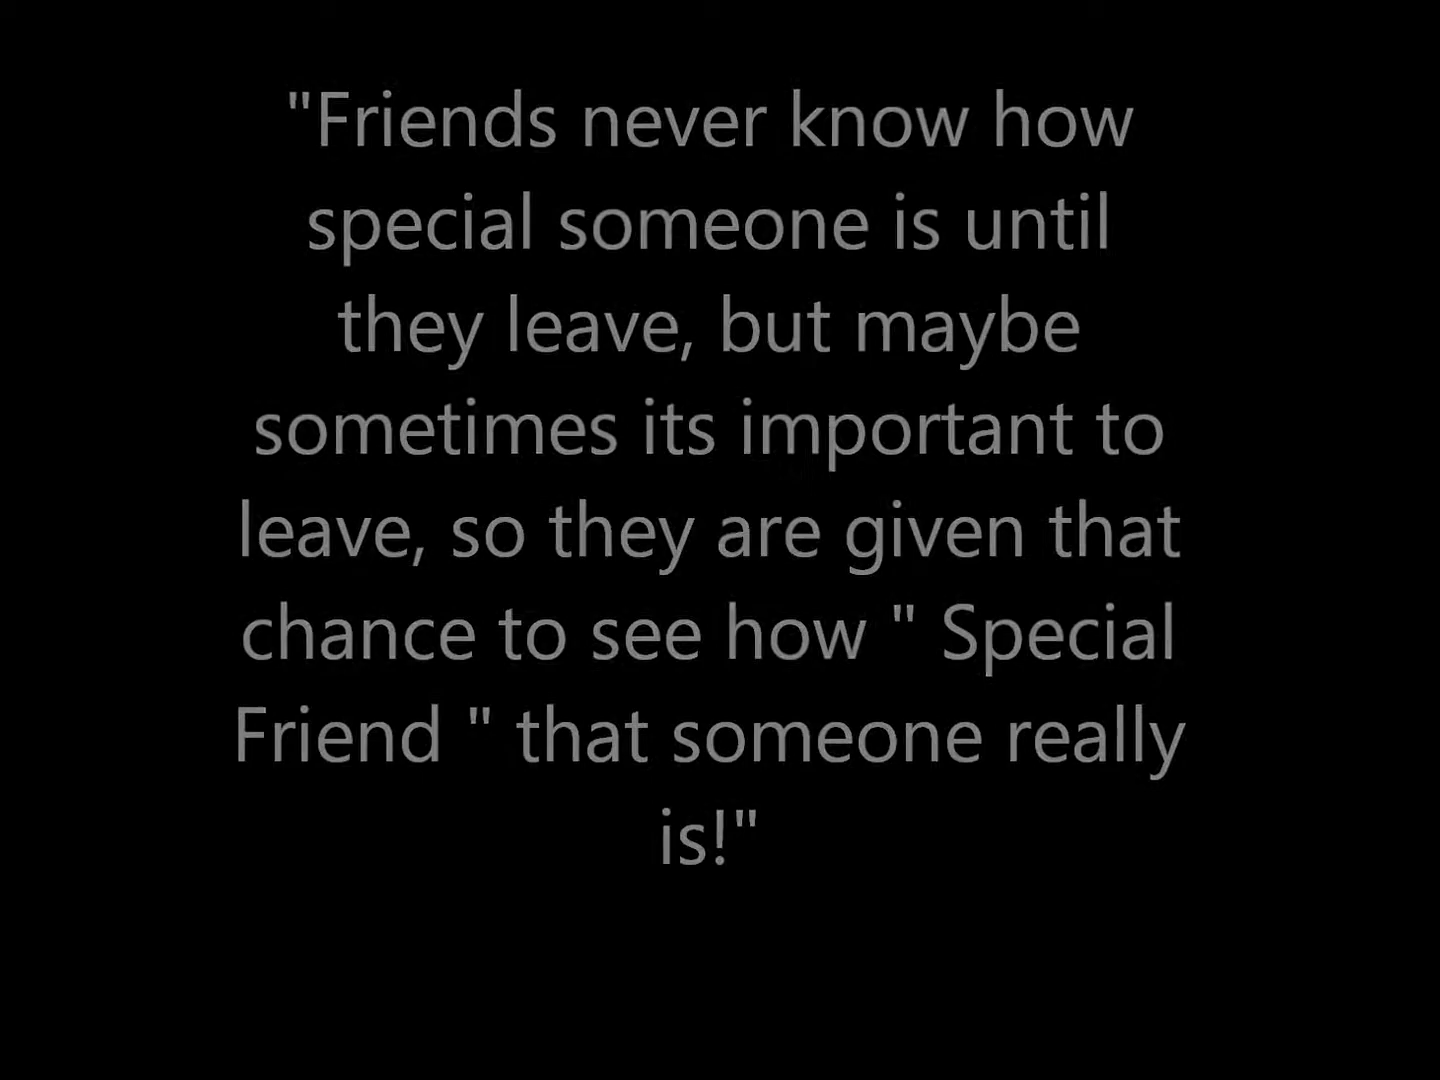 "Friends never know how
special someone is until
they leave, but maybe
sometimes its important to
leave, so they are given that
chance to see how " Special
Friend " that someone really
is!"